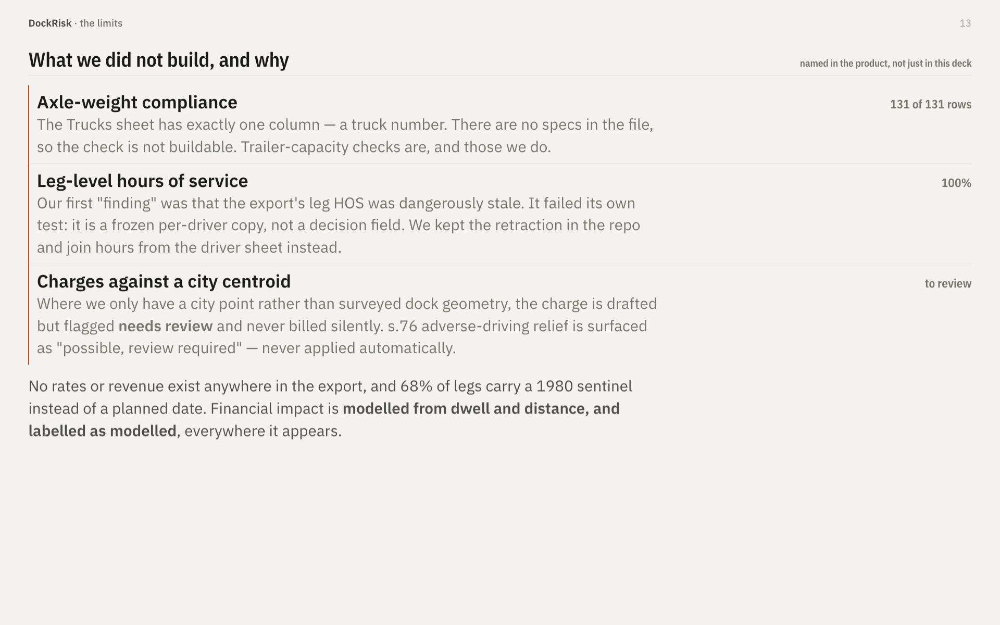 DockRisk · the limits
13
What we did not build, and why
named in the product, not just in this deck
Axle-weight compliance
131 of 131 rows
The Trucks sheet has exactly one column — a truck number. There are no specs in the file,
so the check is not buildable. Trailer-capacity checks are, and those we do.
Leg-level hours of service
100%
Our first "finding" was that the export's leg HOS was dangerously stale. It failed its own
test: it is a frozen per-driver copy, not a decision field. We kept the retraction in the repo
and join hours from the driver sheet instead.
Charges against a city centroid
to review
Where we only have a city point rather than surveyed dock geometry, the charge is drafted
but flagged needs review and never billed silently. s.76 adverse-driving relief is surfaced
as "possible, review required" — never applied automatically.
No rates or revenue exist anywhere in the export, and 68% of legs carry a 1980 sentinel
instead of a planned date. Financial impact is modelled from dwell and distance, and
labelled as modelled, everywhere it appears.